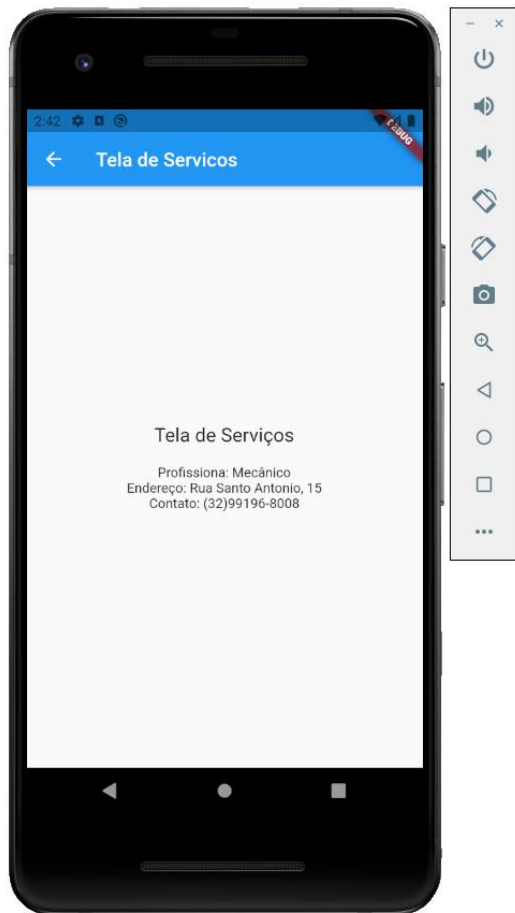 2:42
DEBUG
Tela de Servicos
Tela de Serviços
Profissiona: Mecânico
Endereço: Rua Santo Antonio, 15
Contato: (32)99196-8008